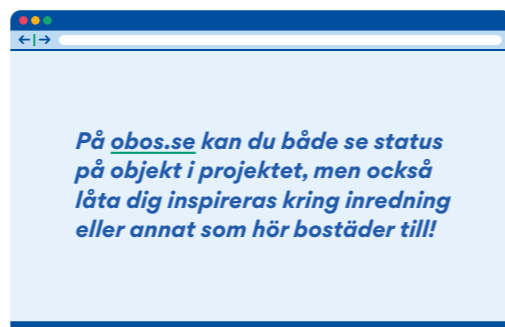 På obos.se kan du både se status
på objekt i projektet, men också
låta dig inspireras kring inredning
eller annat som hör bostäder till!